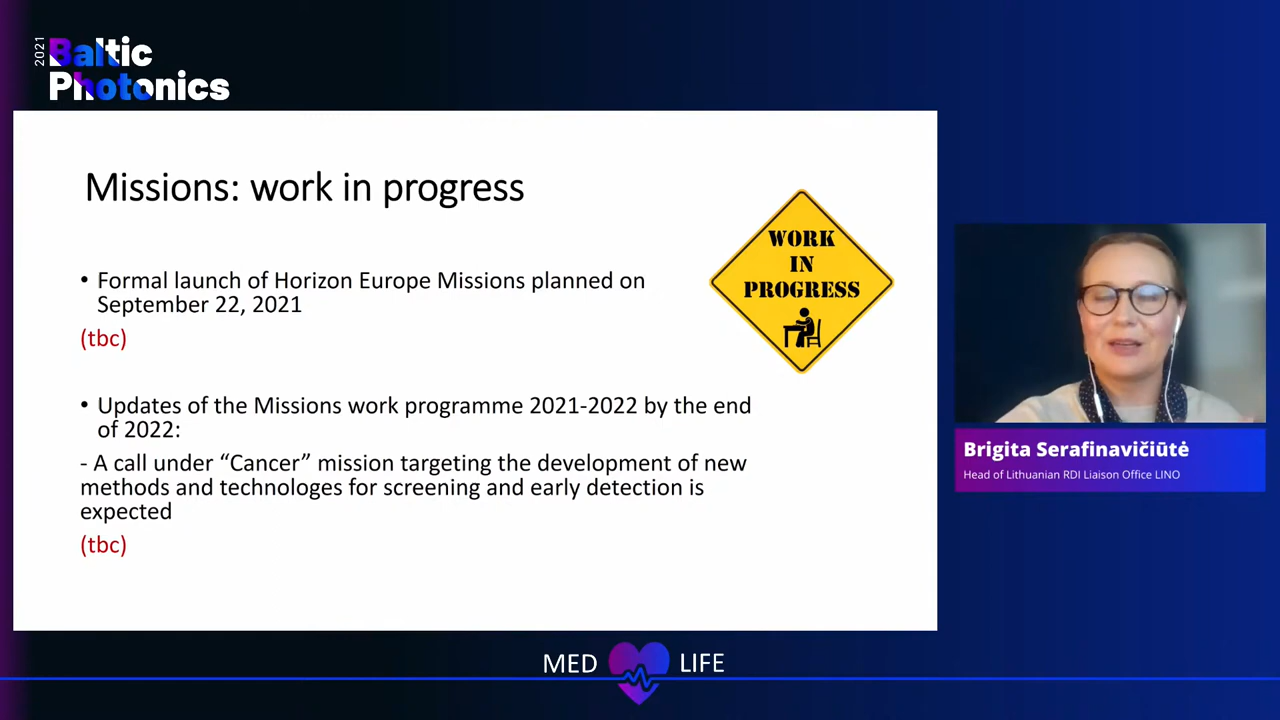 2021
Baltic
Photonics
Missions: work in progress
WORK
IN
PROGRESS
• Formal launch of Horizon Europe Missions planned on
September 22, 2021
(tbc)
• Updates of the Missions work programme 2021-2022 by the end
of 2022:
- A call under “Cancer” mission targeting the development of new
methods and technologes for screening and early detection is
expected
(tbc)
Brigita Serafinavičiūtė
Head of Lithuanian RDI Liaison Office LINO
MED LIFE